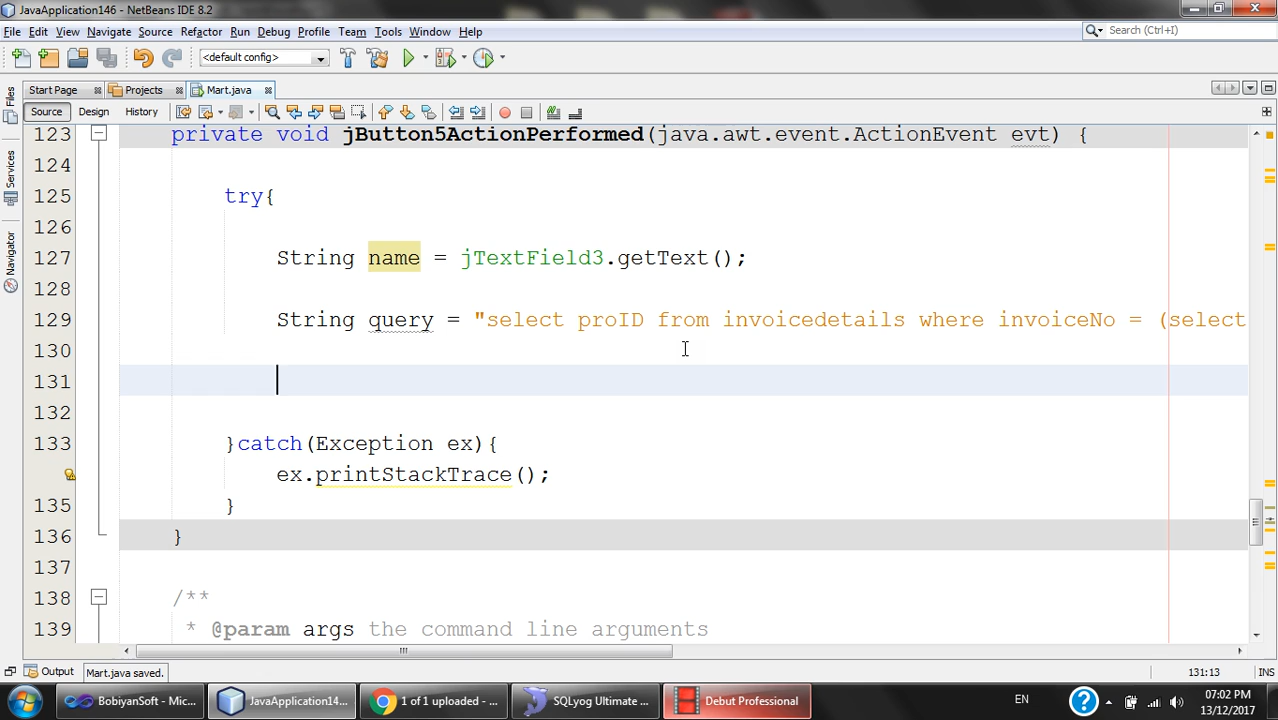 JavaApplication146 - NetBeans IDE 8.2
File Edit View Navigate Source Refactor Run Debug Profile Team Tools Window Help
Search (Ctrl+I)
<default config>
Start Page Projects Mart.java
Source Design History
Files
Services
Navigator
123 private void jButton5ActionPerformed(java.awt.event.ActionEvent evt) {
124
125 try{
126
127 String name = jTextField3.getText();
128
129 String query = "select proID from invoicedetails where invoiceNo = (select
130
131
132
133 }catch(Exception ex){
ex.printStackTrace();
135 }
136 }
137
138 /**
139 * @param args the command line arguments
Output Mart.java saved. 131:13 INS
BobiyanSoft - Mic... JavaApplication14... 1 of 1 uploaded - ... SQLyog Ultimate ... Debut Professional EN 07:02 PM
13/12/2017